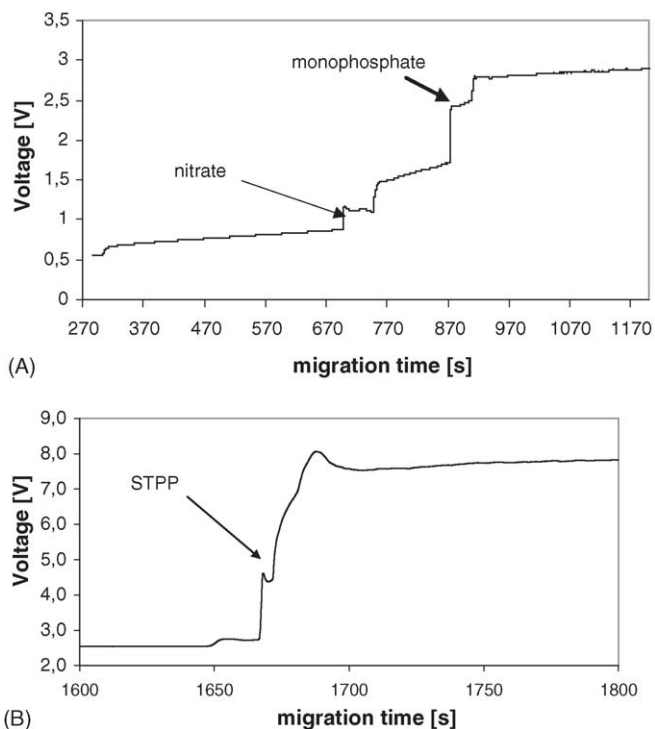 3,5
3
2,5
2
1,5
1
0,5
0
Voltage [V]
monophosphate
nitrate
270 370 470 570 670 770 870 970 1070 1170
(A)
migration time [s]
9,0
8,0
7,0
6,0
5,0
4,0
3,0
2,0
Voltage [V]
STPP
1600 1650 1700 1750 1800
(B)
migration time [s]